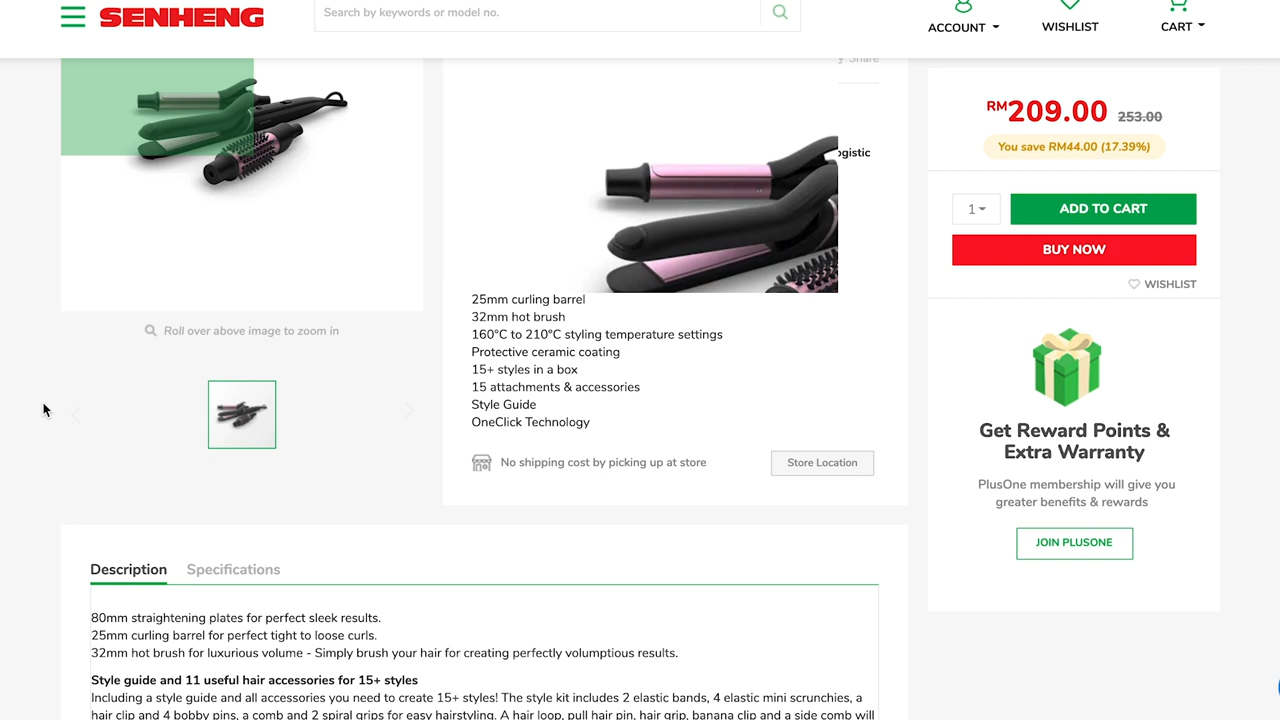 SENHENG
Search by keywords or model no.
ACCOUNT
WISHLIST
CART
Share
ogistic
RM209.00 253.00
You save RM44.00 (17.39%)
1
ADD TO CART
BUY NOW
WISHLIST
Roll over above image to zoom in
25mm curling barrel
32mm hot brush
160°C to 210°C styling temperature settings
Protective ceramic coating
15+ styles in a box
15 attachments & accessories
Style Guide
OneClick Technology
No shipping cost by picking up at store
Store Location
Get Reward Points &
Extra Warranty
PlusOne membership will give you
greater benefits & rewards
JOIN PLUSONE
Description Specifications
80mm straightening plates for perfect sleek results.
25mm curling barrel for perfect tight to loose curls.
32mm hot brush for luxurious volume - Simply brush your hair for creating perfectly volumptious results.
Style guide and 11 useful hair accessories for 15+ styles
Including a style guide and all accessories you need to create 15+ styles! The style kit includes 2 elastic bands, 4 elastic mini scrunchies, a
hair clip and 4 bobby pins, a comb and 2 spiral grips for easy hairstyling. A hair loop, pull hair pin, hair grip, banana clip and a side comb will